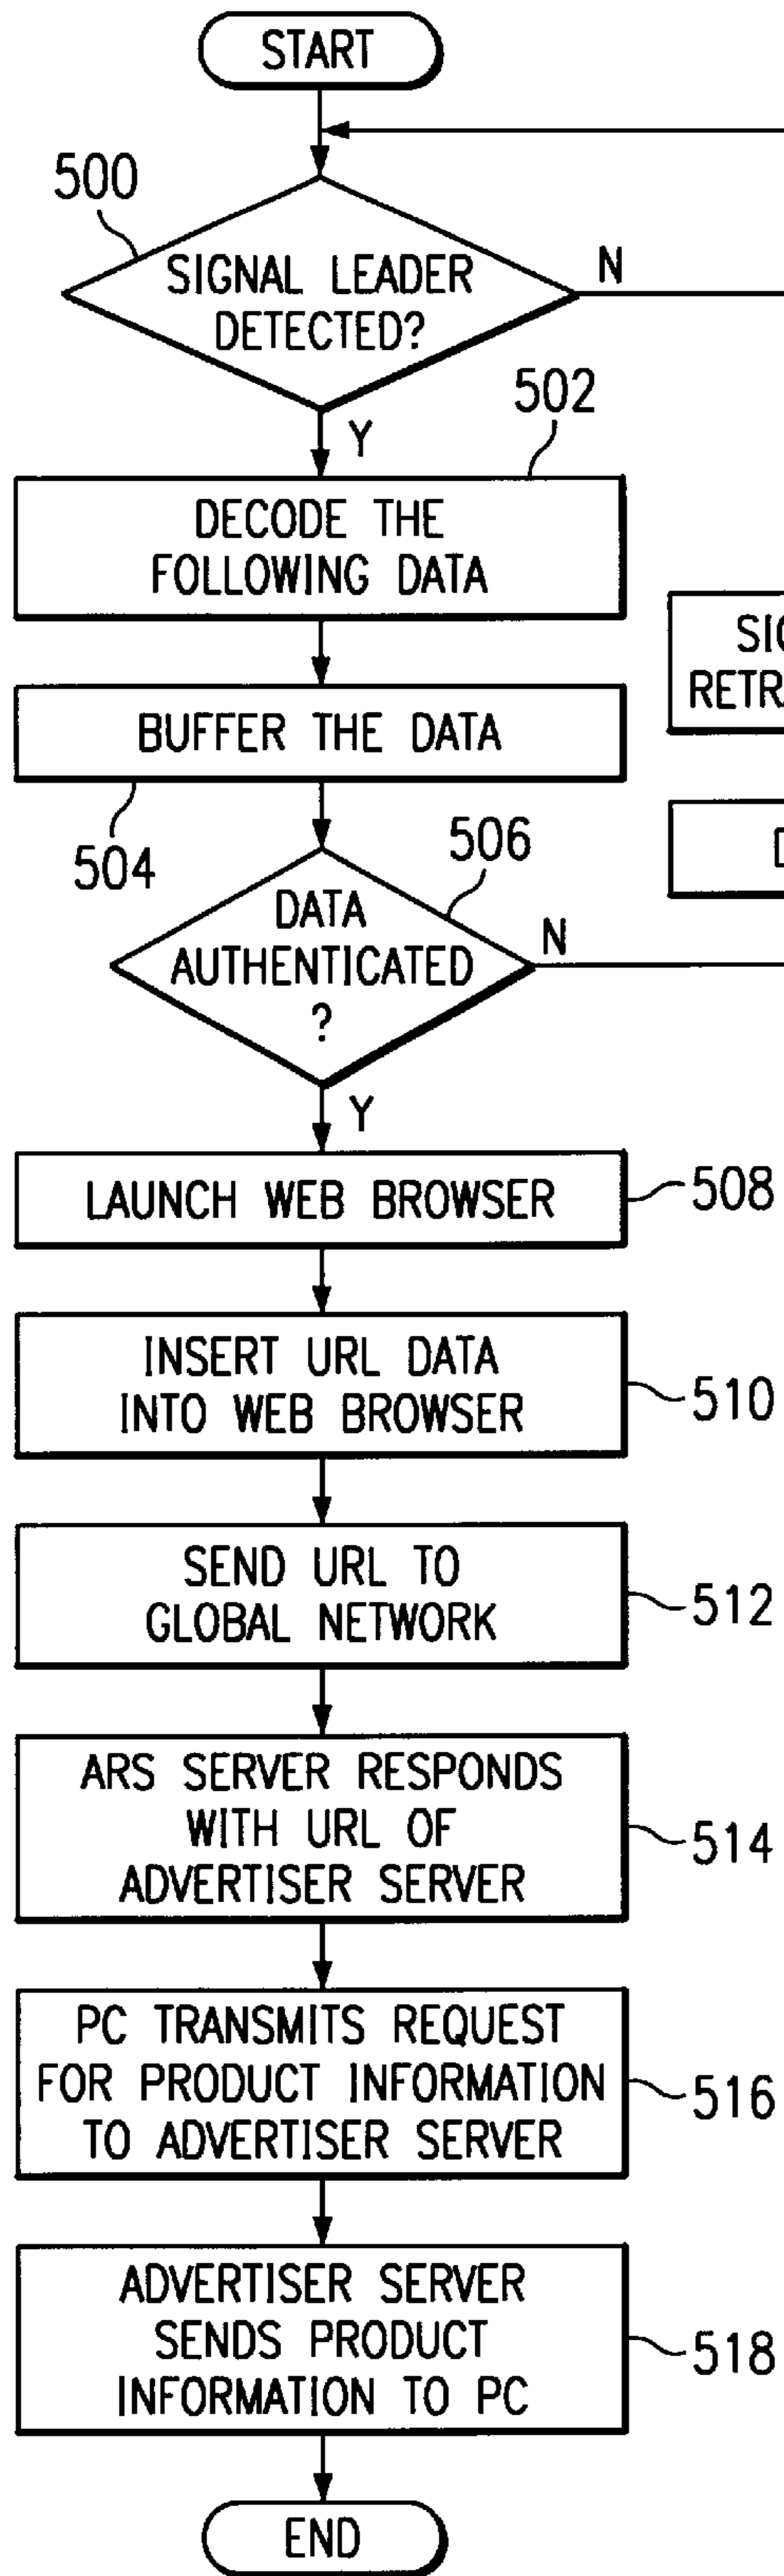 START
500
SIGNAL LEADER
DETECTED?
N
Y
502
DECODE THE
FOLLOWING DATA
BUFFER THE DATA
504
506
DATA
AUTHENTICATED
?
N
Y
LAUNCH WEB BROWSER
508
INSERT URL DATA
INTO WEB BROWSER
510
SEND URL TO
GLOBAL NETWORK
512
ARS SERVER RESPONDS
WITH URL OF
ADVERTISER SERVER
514
PC TRANSMITS REQUEST
FOR PRODUCT INFORMATION
TO ADVERTISER SERVER
516
ADVERTISER SERVER
SENDS PRODUCT
INFORMATION TO PC
518
END